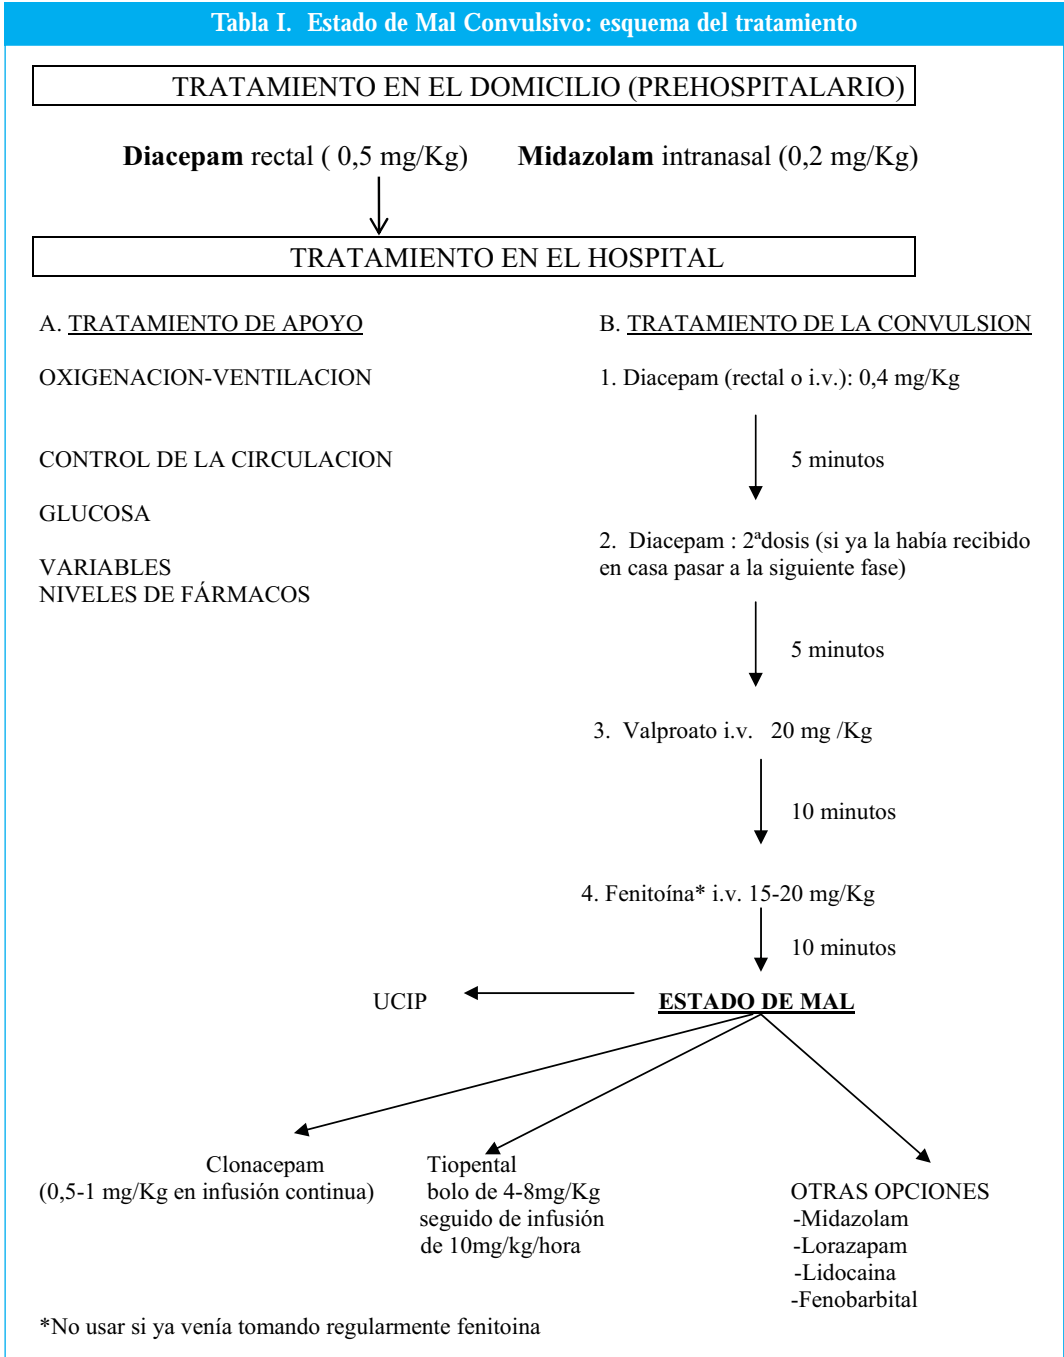 Tabla I. Estado de Mal Convulsivo: esquema del tratamiento
TRATAMIENTO EN EL DOMICILIO (PREHOSPITALARIO)
Diacepam rectal ( 0,5 mg/Kg) Midazolam intranasal (0,2 mg/Kg)
TRATAMIENTO EN EL HOSPITAL
A. TRATAMIENTO DE APOYO
OXIGENACION-VENTILACION
CONTROL DE LA CIRCULACION
GLUCOSA
VARIABLES
NIVELES DE FÁRMACOS
B. TRATAMIENTO DE LA CONVULSION
1. Diacepam (rectal o i.v.): 0,4 mg/Kg
5 minutos
2. Diacepam : 2ªdosis (si ya la había recibido
en casa pasar a la siguiente fase)
5 minutos
3. Valproato i.v. 20 mg /Kg
10 minutos
4. Fenitoína* i.v. 15-20 mg/Kg
10 minutos
UCIP
ESTADO DE MAL
Clonacepam
(0,5-1 mg/Kg en infusión continua)
Tiopental
bolo de 4-8mg/Kg
seguido de infusión
de 10mg/kg/hora
OTRAS OPCIONES
-Midazolam
-Lorazapam
-Lidocaina
-Fenobarbital
*No usar si ya venía tomando regularmente fenitoina